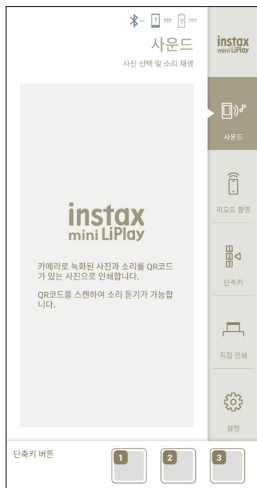 ~ ? ??? ? ???
사운드
사진 선택 및 소리 재생
instax
mini LiPlay
카메라로 녹화된 사진과 소리를 QR코드
가 있는 사진으로 인쇄합니다.
QR코드를 스캔하여 소리 듣기가 가능합
니다.
instax
mini LiPlay
사운드
리모트 촬영
단축키
직접 인쇄
설정
단축키 버튼
1
2
3